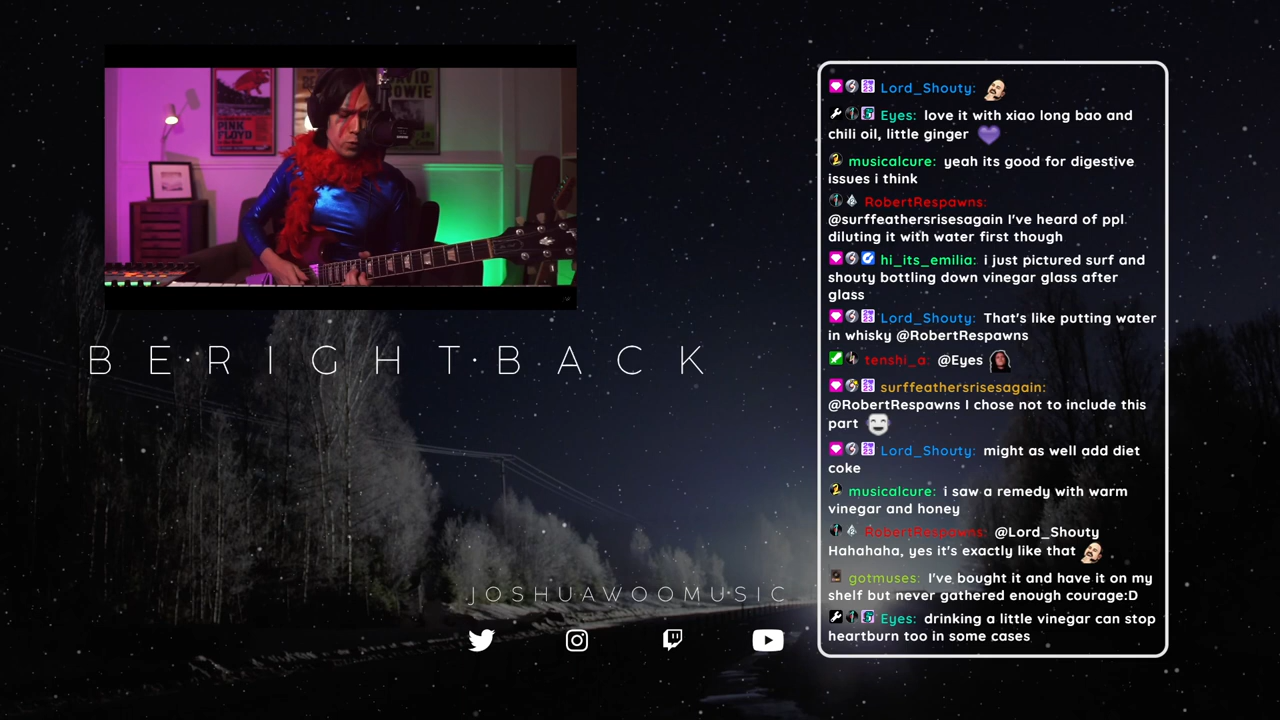 PINK
FLOYD
DAVID
BOWIE
B E · R I G H T · B A C K
JOSHUAWOOMUSIC
Lord_Shouty:
Eyes: love it with xiao long bao and
chili oil, little ginger
musicalcure: yeah its good for digestive
issues i think
RobertRespawns:
@surffeathersrisesagain I've heard of ppl
diluting it with water first though
hi_its_emilia: i just pictured surf and
shouty bottling down vinegar glass after
glass
Lord_Shouty: That's like putting water
in whisky @RobertRespawns
tenshi_a: @Eyes
surffeathersrisesagain:
@RobertRespawns I chose not to include this
part
Lord_Shouty: might as well add diet
coke
musicalcure: i saw a remedy with warm
vinegar and honey
RobertRespawns: @Lord_Shouty
Hahahaha, yes it's exactly like that
gotmuses: I've bought it and have it on my
shelf but never gathered enough courage:D
Eyes: drinking a little vinegar can stop
heartburn too in some cases